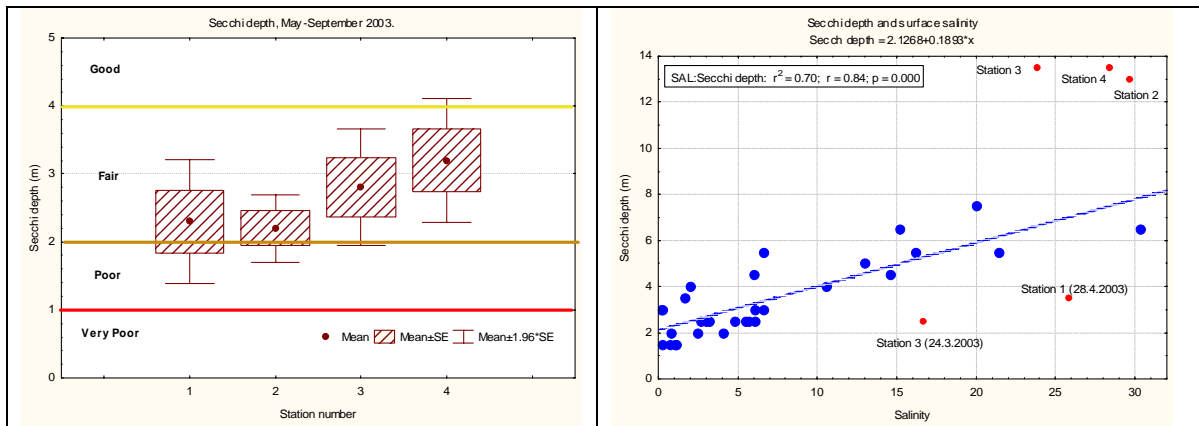 Secchi depth, May-September 2003.
5
4
3
2
1
0
Secchi depth (m)
Good
Fair
Poor
Very Poor
Mean
Mean±SE
Mean±1.96*SE
1
2
3
4
Station number
Secchi depth and surface salinity
Secch depth = 2.1268+0.1893*x
14
12
10
8
6
4
2
0
Secchi depth (m)
SAL:Secchi depth: r² = 0.70; r = 0.84; p = 0.000
Station 3
Station 4
Station 2
Station 1 (28.4.2003)
Station 3 (24.3.2003)
0
5
10
15
20
25
30
Salinity